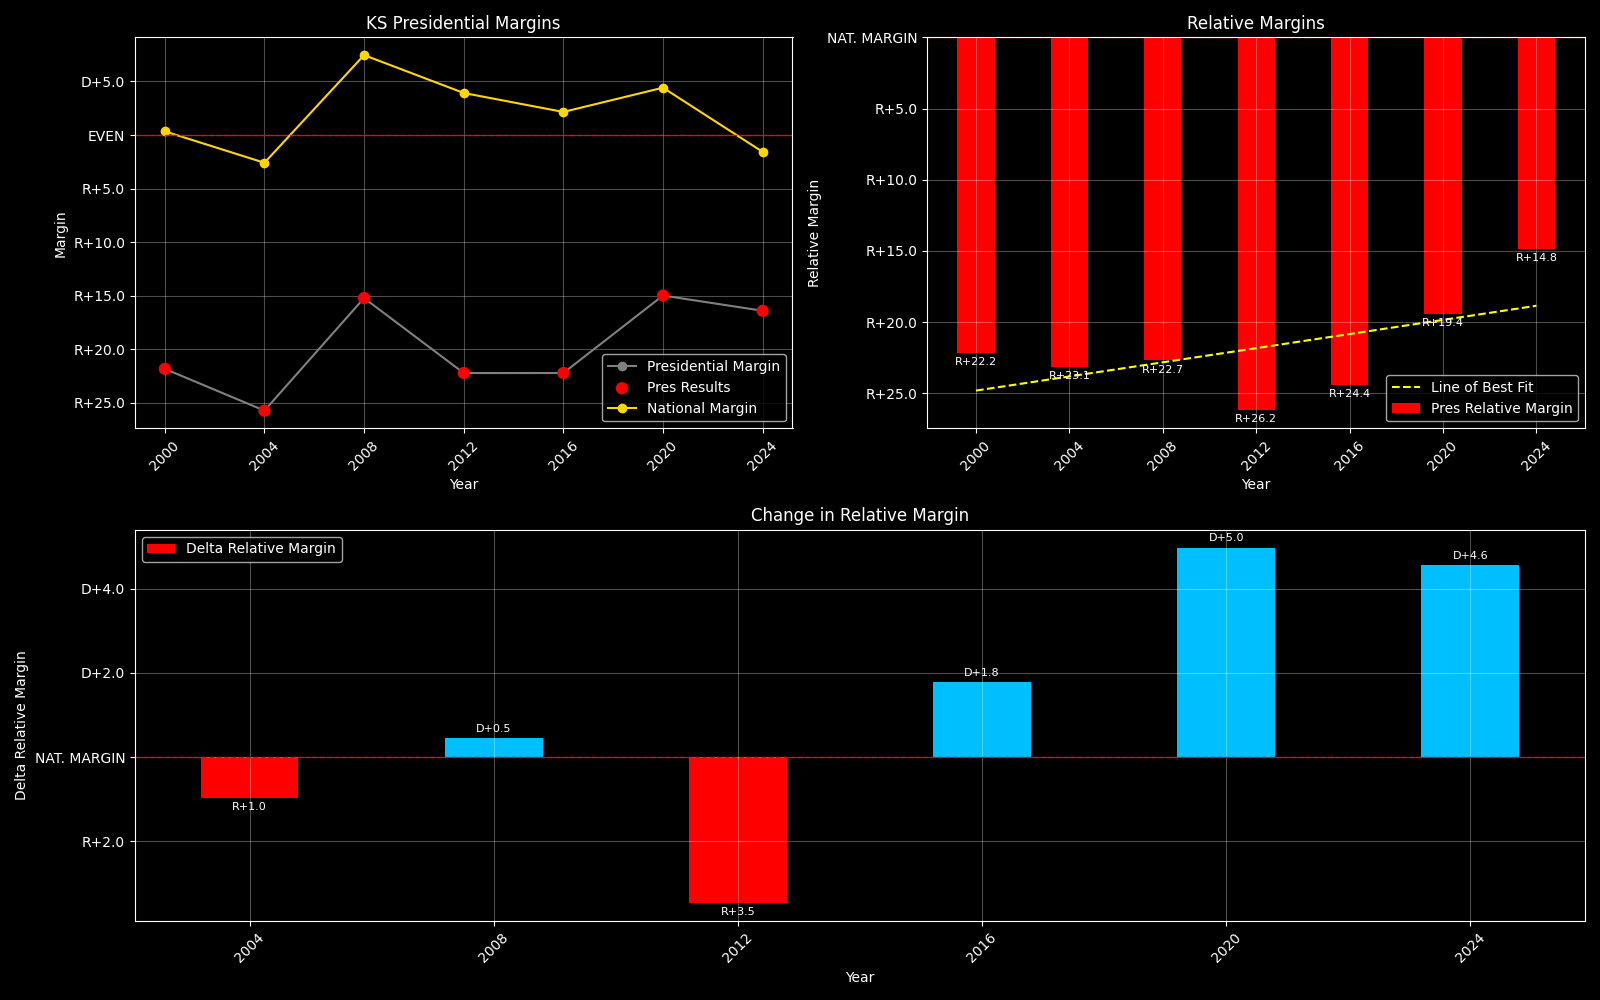 KS Presidential Margins
D+5.0
EVEN
R+5.0
R+10.0
R+15.0
R+20.0
R+25.0
Margin
2000
2004
2008
2012
2016
2020
2024
Year
Presidential Margin
Pres Results
National Margin
Relative Margins
NAT. MARGIN
R+5.0
R+10.0
R+15.0
R+20.0
R+25.0
Relative Margin
R+22.2
R+23.1
R+22.7
R+26.2
R+24.4
R+19.4
R+14.8
2000
2004
2008
2012
2016
2020
2024
Year
Line of Best Fit
Pres Relative Margin
Change in Relative Margin
Delta Relative Margin
D+4.0
D+2.0
NAT. MARGIN
R+2.0
Delta Relative Margin
R+1.0
D+0.5
R+3.5
D+1.8
D+5.0
D+4.6
2004
2008
2012
2016
2020
2024
Year